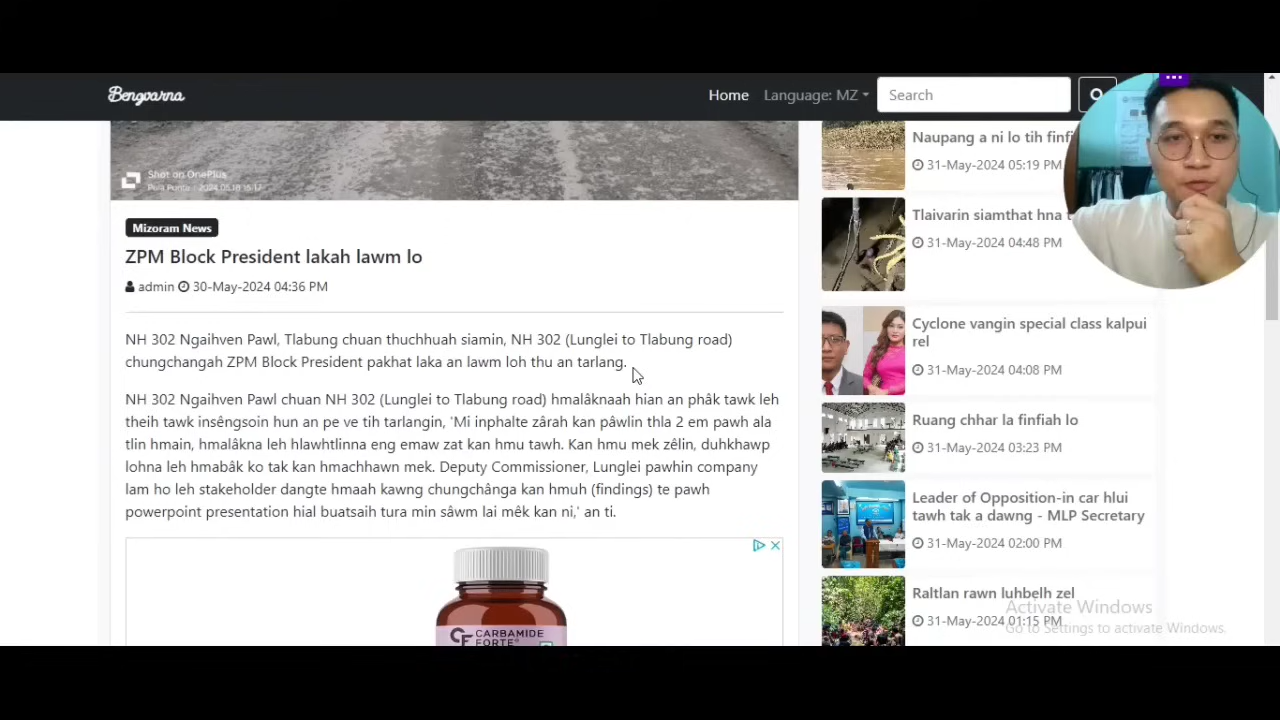 Bengvarna
Home
Language: MZ
Search
Shot on OnePlus
Mizoram News
ZPM Block President lakah lawm lo
admin 30-May-2024 04:36 PM
NH 302 Ngaihven Pawl, Tlabung chuan thuchhuah siamin, NH 302 (Lunglei to Tlabung road)
chungchangah ZPM Block President pakhat laka an lawm loh thu an tarlang.
NH 302 Ngaihven Pawl chuan NH 302 (Lunglei to Tlabung road) hmalâknaah hian an phâk tawk leh
theih tawk insêngsoin hun an pe ve tih tarlangin, 'Mi inphalte zârah kan pâwlin thla 2 em pawh ala
tlin hmain, hmalâkna leh hlawhtlinna eng emaw zat kan hmu tawh. Kan hmu mek zêlin, duhkhawp
lohna leh hmabâk ko tak kan hmachhawn mek. Deputy Commissioner, Lunglei pawhin company
lam ho leh stakeholder dangte hmaah kawng chungchânga kan hmuh (findings) te pawh
powerpoint presentation hial buatsaih tura min sâwm lai mêk kan ni,' an ti.
CF CARBAMIDE
FORTE
Naupang a ni lo tih finfi
31-May-2024 05:19 PM
Tlaivarin siamthat hna
31-May-2024 04:48 PM
Cyclone vangin special class kalpui
rel
31-May-2024 04:08 PM
Ruang chhar la finfiah lo
31-May-2024 03:23 PM
Leader of Opposition-in car hlui
tawh tak a dawng - MLP Secretary
31-May-2024 02:00 PM
Raltlan rawn luhbelh zel
31-May-2024 01:15 PM
Activate Windows
Go to Settings to activate Windows.